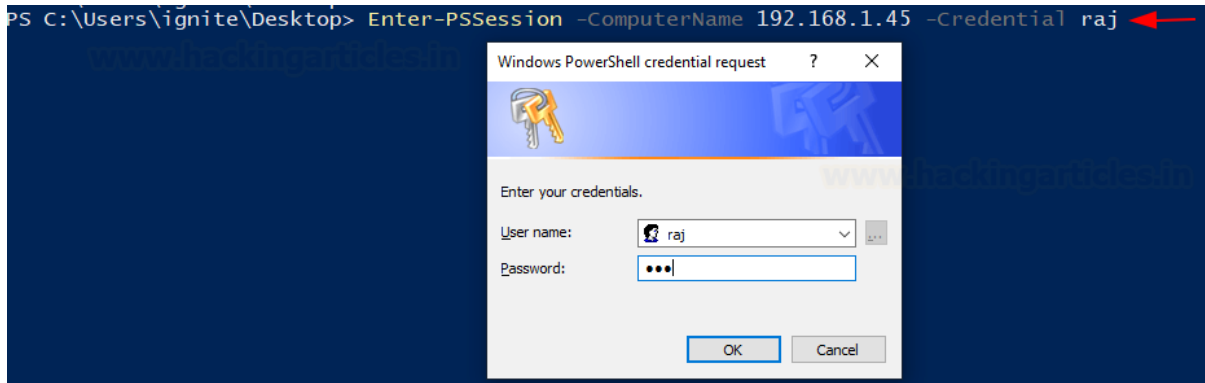 PS C:\Users\ignite\Desktop> Enter-PSSession -ComputerName 192.168.1.45 -Credential raj
www.hackingarticles.in
Windows PowerShell credential request ? ×
www.hackingarticles.in
Enter your credentials.
User name: raj ...
Password: •••
OK Cancel